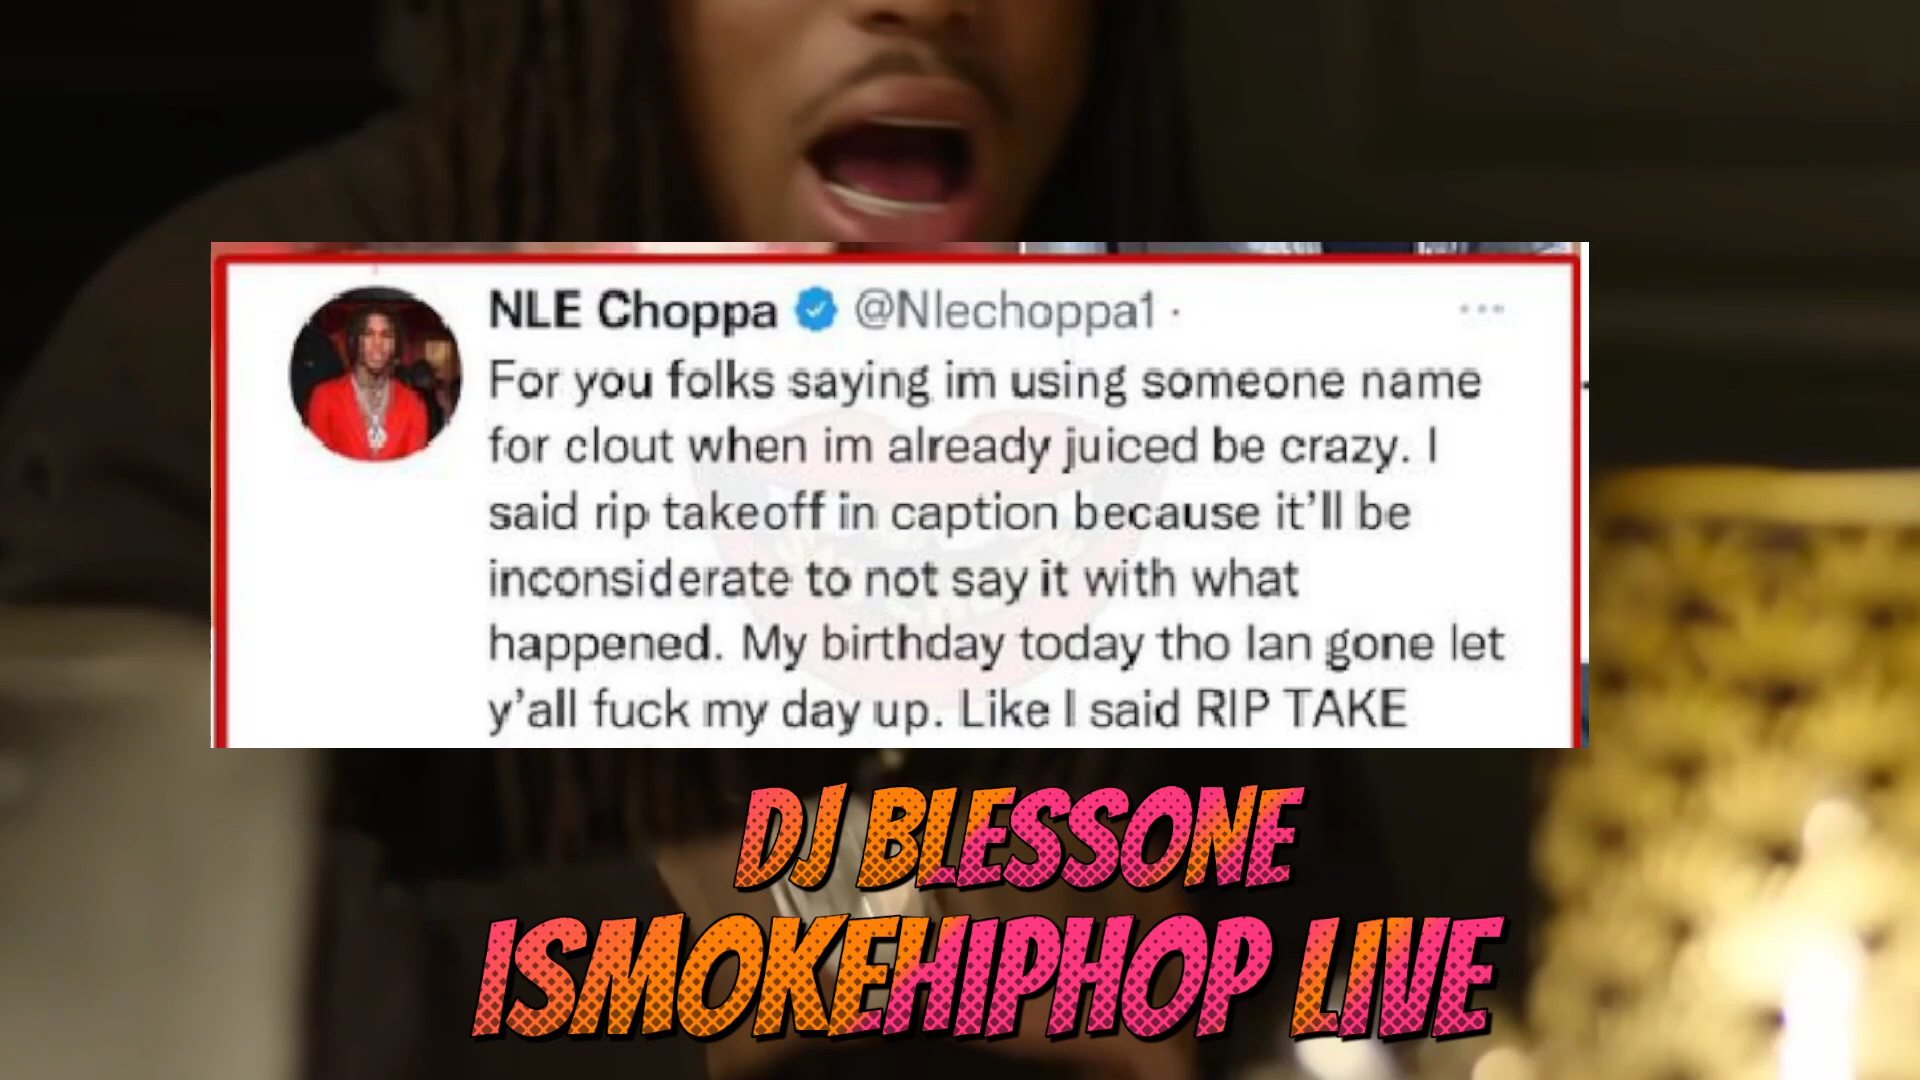 NLE Choppa @Nlechoppa1 ·
For you folks saying im using someone name
for clout when im already juiced be crazy. I
said rip takeoff in caption because it’ll be
inconsiderate to not say it with what
happened. My birthday today tho Ian gone let
y’all fuck my day up. Like I said RIP TAKE
DJ BLESSONE
ISMOKEHIPHOP LIVE